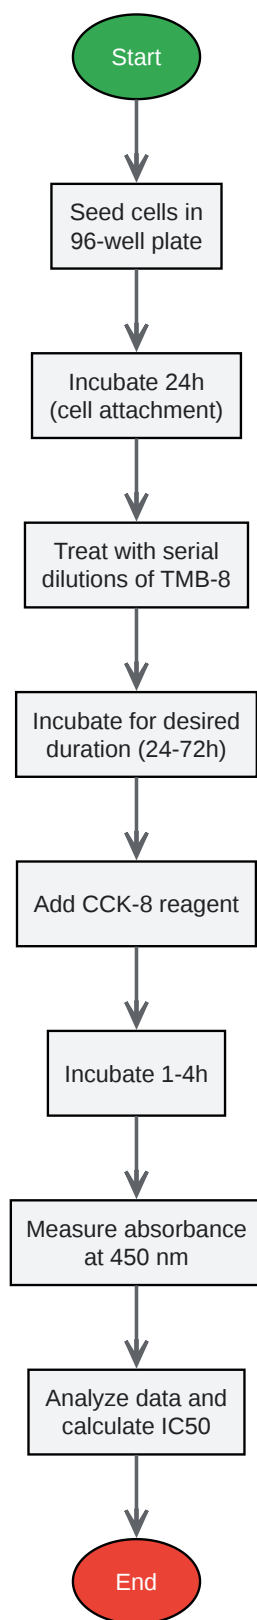 Start
Seed cells in
96-well plate
Incubate 24h
(cell attachment)
Treat with serial
dilutions of TMB-8
Incubate for desired
duration (24-72h)
Add CCK-8 reagent
Incubate 1-4h
Measure absorbance
at 450 nm
Analyze data and
calculate IC50
End